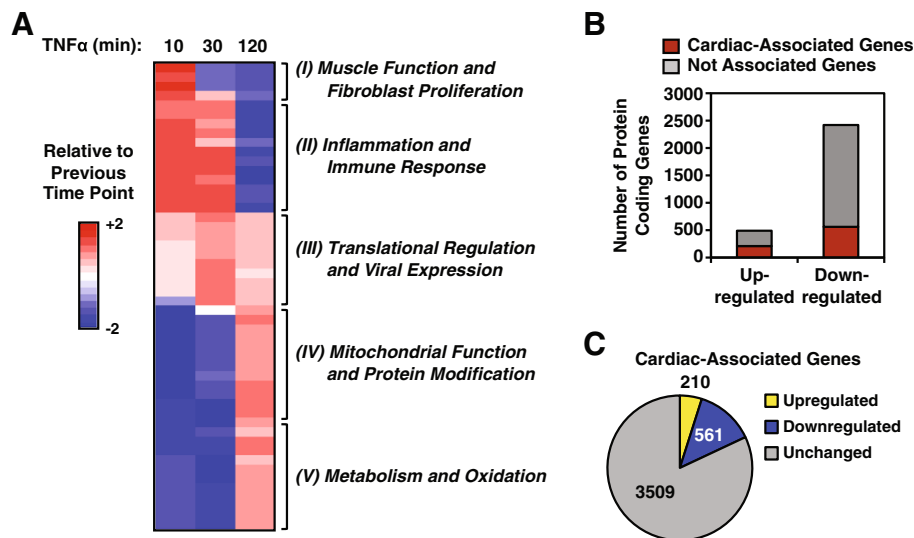 A
TNFα (min): 10 30 120
Relative to
Previous
Time Point
+2
-2
(I) Muscle Function and
Fibroblast Proliferation
(II) Inflammation and
Immune Response
(III) Translational Regulation
and Viral Expression
(IV) Mitochondrial Function
and Protein Modification
(V) Metabolism and Oxidation
B
Cardiac-Associated Genes
Not Associated Genes
Number of Protein
Coding Genes
3000
2500
2000
1500
1000
500
0
Up-
regulated
Down-
regulated
C
Cardiac-Associated Genes
210
561
3509
Upregulated
Downregulated
Unchanged